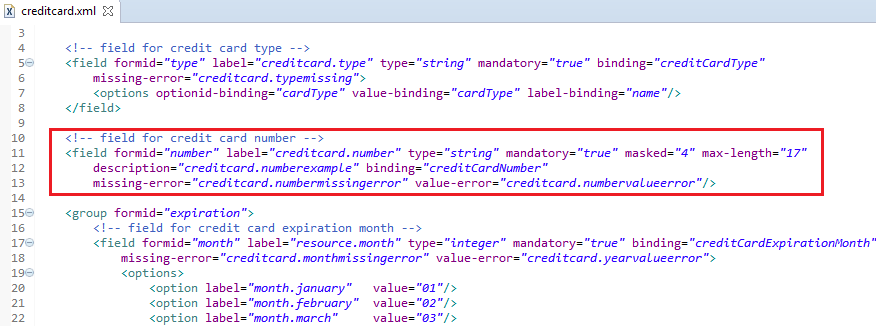 creditcard.xml
3
4 <!-- field for credit card type -->
5 <field formid="type" label="creditcard.type" type="string" mandatory="true" binding="creditCardType"
6 missing-error="creditcard.typemissing">
7 <options optionid-binding="cardType" value-binding="cardType" label-binding="name"/>
8 </field>
9
10 <!-- field for credit card number -->
11 <field formid="number" label="creditcard.number" type="string" mandatory="true" masked="4" max-length="17"
12 description="creditcard.numberexample" binding="creditCardNumber"
13 missing-error="creditcard.numbermissingerror" value-error="creditcard.numbervalueerror"/>
14
15 <group formid="expiration">
16 <!-- field for credit card expiration month -->
17 <field formid="month" label="resource.month" type="integer" mandatory="true" binding="creditCardExpirationMonth"
18 missing-error="creditcard.monthmissingerror" value-error="creditcard.yearvalueerror">
19 <options>
20 <option label="month.january" value="01"/>
21 <option label="month.february" value="02"/>
22 <option label="month.march" value="03"/>